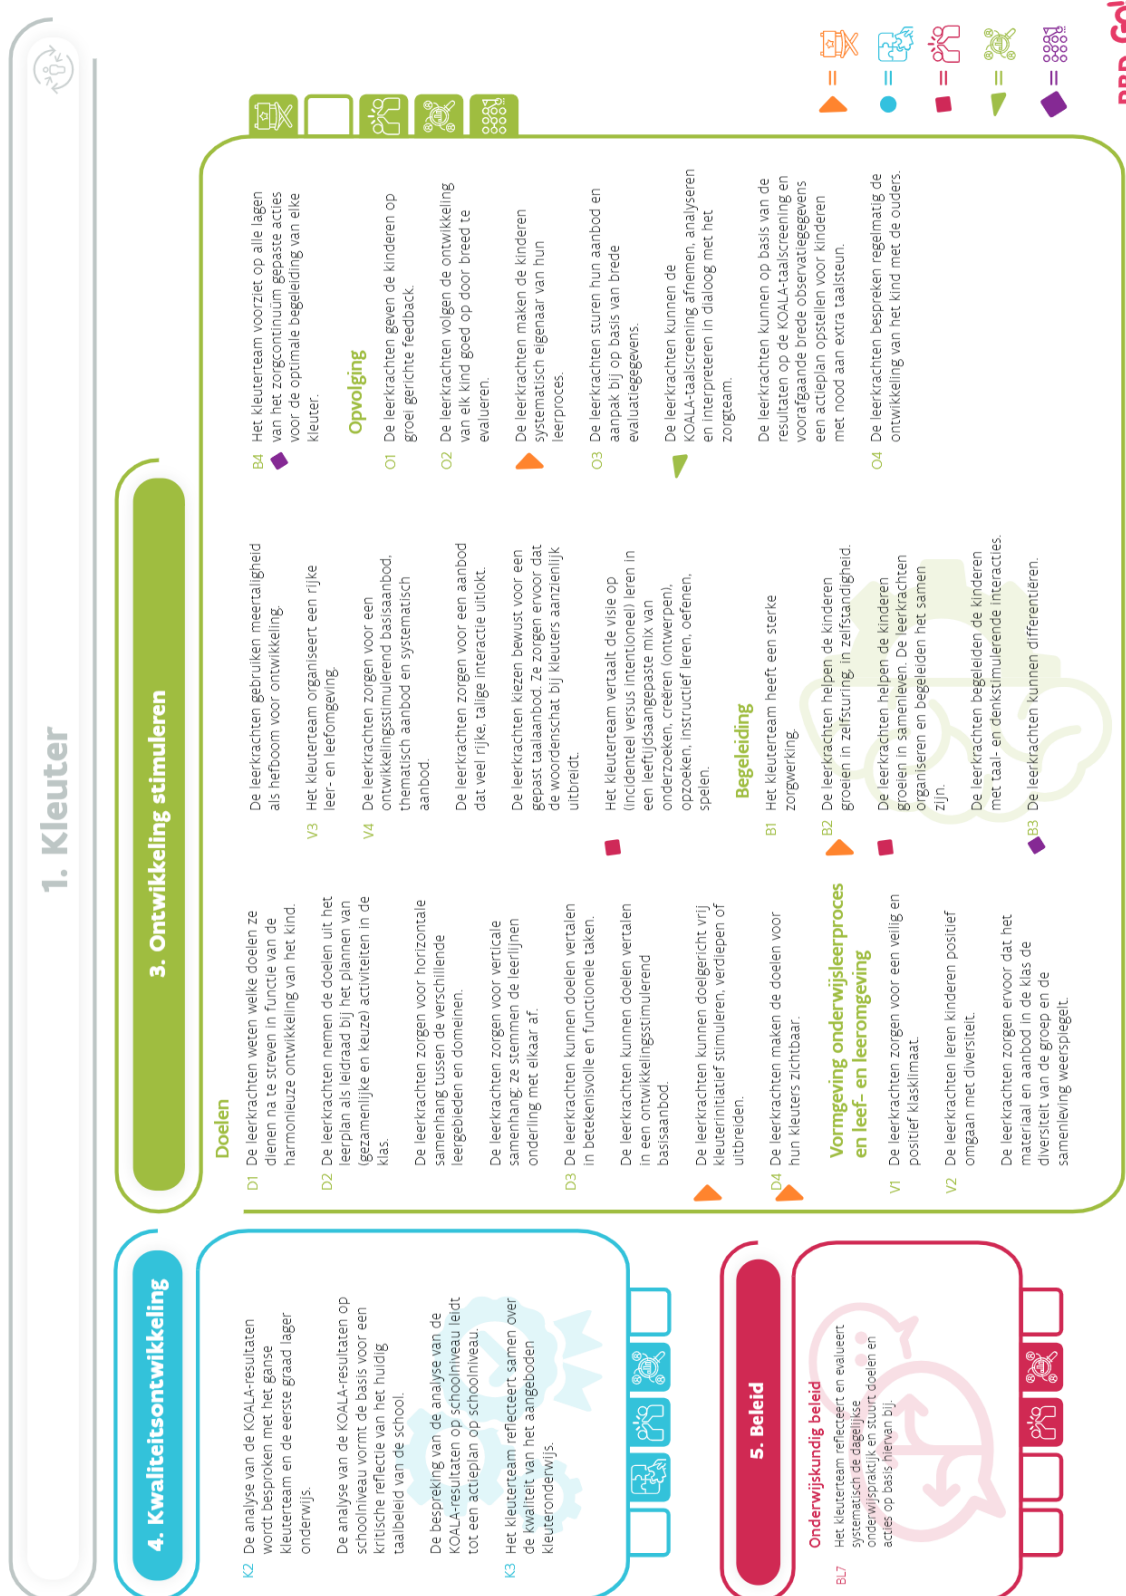 1. Kleuter
4. Kwaliteitsontwikkeling
K2 De analyse van de KOALA-resultaten
wordt besproken met het ganse
kleuterteam en de eerste graad lager
onderwijs.
De analyse van de KOALA-resultaten op
schoolniveau vormt de basis voor een
kritische reflectie van het huidig
taalbeleid van de school.
De bespreking van de analyse van de
KOALA-resultaten op schoolniveau leidt
tot een actieplan op schoolniveau.
K3 Het kleuterteam reflecteert samen over
de kwaliteit van het aangeboden
kleuteronderwijs.
5. Beleid
Onderwijskundig beleid
BL7 Het kleuterteam reflecteert en evalueert
systematisch de dagelijkse
onderwijspraktijk en stuurt doelen en
acties op basis hiervan bij.
3. Ontwikkeling stimuleren
Doelen
D1 De leerkrachten weten welke doelen ze
dienen na te streven in functie van de
harmonieuze ontwikkeling van het kind.
D2 De leerkrachten nemen de doelen uit het
leerplan als leidraad bij het plannen van
(gezamenlijke en keuze) activiteiten in de
klas.
De leerkrachten zorgen voor horizontale
samenhang tussen de verschillende
leergebieden en domeinen.
De leerkrachten zorgen voor verticale
samenhang: ze stemmen de leerlijnen
onderling met elkaar af.
D3 De leerkrachten kunnen doelen vertalen
in betekenisvolle en functionele taken.
De leerkrachten kunnen doelen vertalen
in een ontwikkelingsstimulerend
basisaanbod.
De leerkrachten kunnen doelgericht vrij
kleuterinitiatief stimuleren, verdiepen of
uitbreiden.
D4 De leerkrachten maken de doelen voor
hun kleuters zichtbaar.
Vormgeving onderwijsleerproces
en leef- en leeromgeving
V1 De leerkrachten zorgen voor een veilig en
positief klasklimaat.
V2 De leerkrachten leren kinderen positief
omgaan met diversiteit.
De leerkrachten zorgen ervoor dat het
materiaal en aanbod in de klas de
diversiteit van de groep en de
samenleving weerspiegelt.
De leerkrachten gebruiken meertaligheid
als hefboom voor ontwikkeling.
V3 Het kleuterteam organiseert een rijke
leer- en leefomgeving.
V4 De leerkrachten zorgen voor een
ontwikkelingsstimulerend basisaanbod,
thematisch aanbod en systematisch
aanbod.
De leerkrachten zorgen voor een aanbod
dat veel rijke, talige interactie uitlokt.
De leerkrachten kiezen bewust voor een
gepast taalaanbod. Ze zorgen ervoor dat
de woordenschat bij kleuters aanzienlijk
uitbreidt.
Het kleuterteam vertaalt de visie op
(incidenteel versus intentioneel) leren in
een leeftijdsaangepaste mix van
onderzoeken, creëren (ontwerpen),
opzoeken, instructief leren, oefenen,
spelen.
Begeleiding
B1 Het kleuterteam heeft een sterke
zorgwerking.
B2 De leerkrachten helpen de kinderen
groeien in zelfsturing, in zelfstandigheid.
De leerkrachten helpen de kinderen
groeien in samenleven. De leerkrachten
organiseren en begeleiden het samen
zijn.
De leerkrachten begeleiden de kinderen
met taal- en denkstimulerende interacties.
B3 De leerkrachten kunnen differentiëren.
B4 Het kleuterteam voorziet op alle lagen
van het zorgcontinuüm gepaste acties
voor de optimale begeleiding van elke
kleuter.
Opvolging
O1 De leerkrachten geven de kinderen op
groei gerichte feedback.
O2 De leerkrachten volgen de ontwikkeling
van elk kind goed op door breed te
evalueren.
De leerkrachten maken de kinderen
systematisch eigenaar van hun
leerproces.
O3 De leerkrachten sturen hun aanbod en
aanpak bij op basis van brede
evaluatiegegevens.
De leerkrachten kunnen de
KOALA-taalscreening afnemen, analyseren
en interpreteren in dialoog met het
zorgteam.
De leerkrachten kunnen op basis van de
resultaten op de KOALA-taalscreening en
voorafgaande brede observatiegegevens
een actieplan opstellen voor kinderen
met nood aan extra taalsteun.
O4 De leerkrachten bespreken regelmatig de
ontwikkeling van het kind met de ouders.
=
=
=
=
=